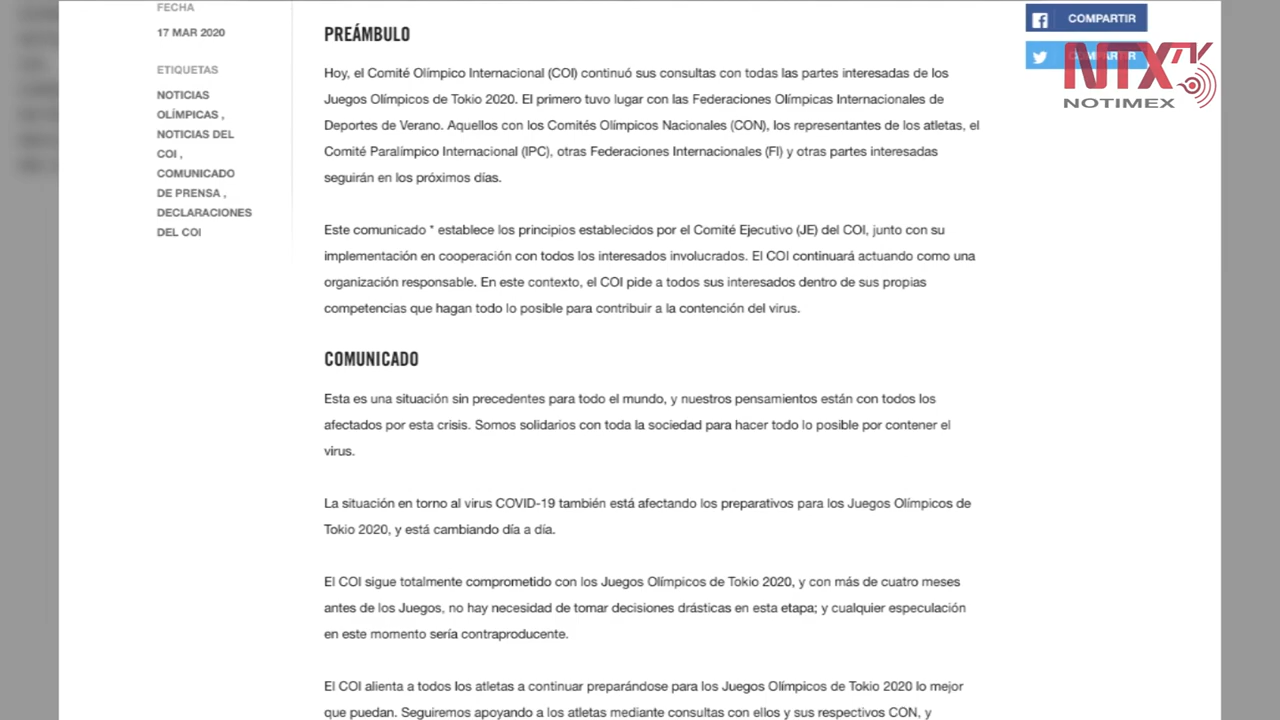 FECHA
17 MAR 2020
ETIQUETAS
NOTICIAS
OLÍMPICAS ,
NOTICIAS DEL
COI ,
COMUNICADO
DE PRENSA ,
DECLARACIONES
DEL COI
PREÁMBULO
Hoy, el Comité Olímpico Internacional (COI) continuó sus consultas con todas las partes interesadas de los
Juegos Olímpicos de Tokio 2020. El primero tuvo lugar con las Federaciones Olímpicas Internacionales de
Deportes de Verano. Aquellos con los Comités Olímpicos Nacionales (CON), los representantes de los atletas, el
Comité Paralímpico Internacional (IPC), otras Federaciones Internacionales (FI) y otras partes interesadas
seguirán en los próximos días.
Este comunicado * establece los principios establecidos por el Comité Ejecutivo (JE) del COI, junto con su
implementación en cooperación con todos los interesados involucrados. El COI continuará actuando como una
organización responsable. En este contexto, el COI pide a todos sus interesados dentro de sus propias
competencias que hagan todo lo posible para contribuir a la contención del virus.
COMUNICADO
Esta es una situación sin precedentes para todo el mundo, y nuestros pensamientos están con todos los
afectados por esta crisis. Somos solidarios con toda la sociedad para hacer todo lo posible por contener el
virus.
La situación en torno al virus COVID-19 también está afectando los preparativos para los Juegos Olímpicos de
Tokio 2020, y está cambiando día a día.
El COI sigue totalmente comprometido con los Juegos Olímpicos de Tokio 2020, y con más de cuatro meses
antes de los Juegos, no hay necesidad de tomar decisiones drásticas en esta etapa; y cualquier especulación
en este momento sería contraproducente.
El COI alienta a todos los atletas a continuar preparándose para los Juegos Olímpicos de Tokio 2020 lo mejor
que puedan. Seguiremos apoyando a los atletas mediante consultas con ellos y sus respectivos CON, y
COMPARTIR
COMPARTIR
NTX TV
NOTIMEX